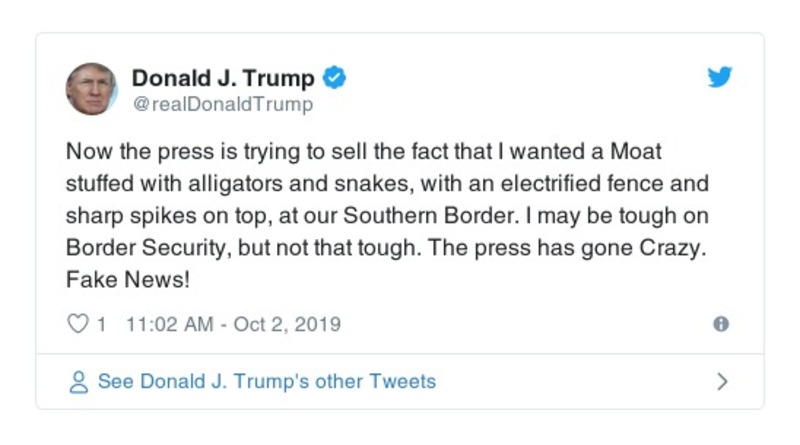 Donald J. Trump
@realDonaldTrump
Now the press is trying to sell the fact that I wanted a Moat
stuffed with alligators and snakes, with an electrified fence and
sharp spikes on top, at our Southern Border. I may be tough on
Border Security, but not that tough. The press has gone Crazy.
Fake News!
1 11:02 AM - Oct 2, 2019
See Donald J. Trump's other Tweets